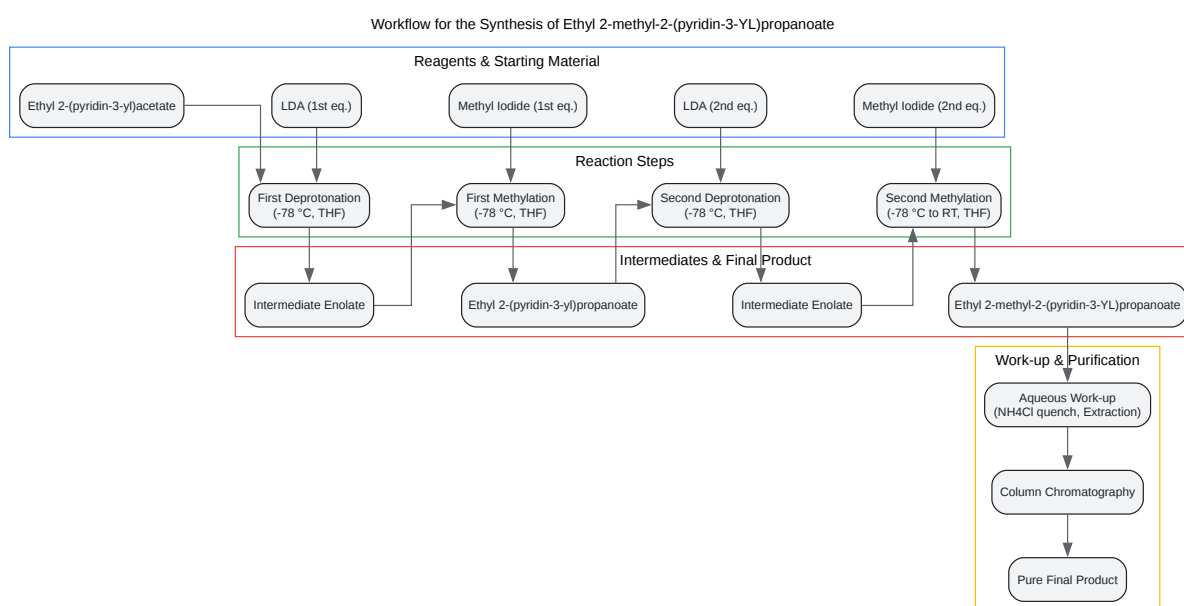 Workflow for the Synthesis of Ethyl 2-methyl-2-(pyridin-3-YL)propanoate
Reagents & Starting Material
Ethyl 2-(pyridin-3-yl)acetate
LDA (1st eq.)
Methyl Iodide (1st eq.)
LDA (2nd eq.)
Methyl Iodide (2nd eq.)
Reaction Steps
First Deprotonation
(-78 °C, THF)
First Methylation
(-78 °C, THF)
Second Deprotonation
(-78 °C, THF)
Second Methylation
(-78 °C to RT, THF)
Intermediates & Final Product
Intermediate Enolate
Ethyl 2-(pyridin-3-yl)propanoate
Intermediate Enolate
Ethyl 2-methyl-2-(pyridin-3-YL)propanoate
Work-up & Purification
Aqueous Work-up
(NH4Cl quench, Extraction)
Column Chromatography
Pure Final Product